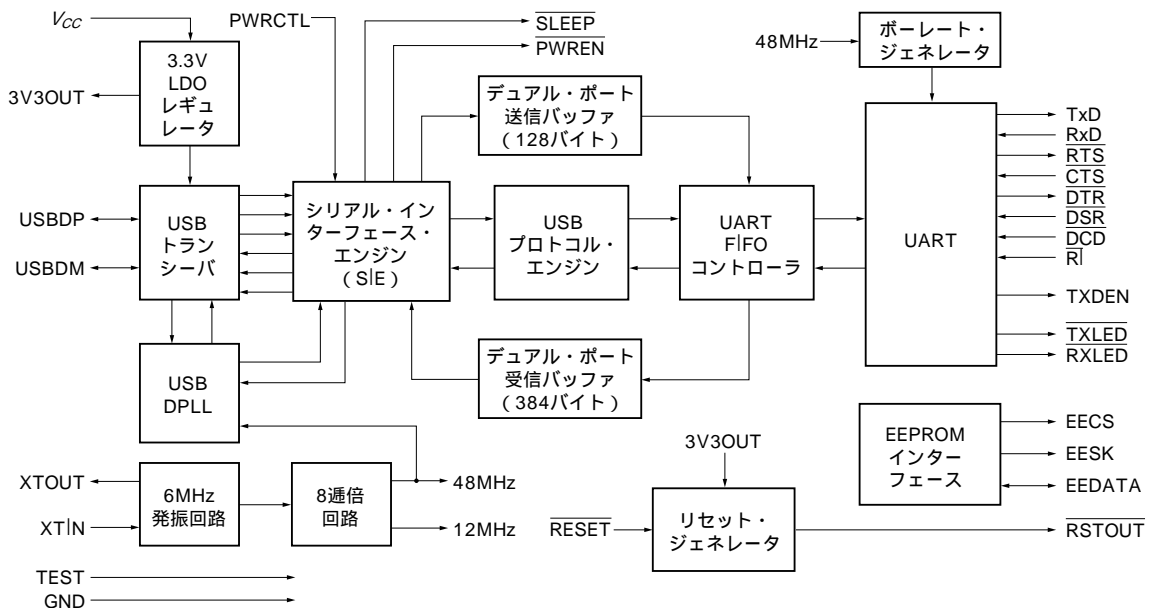 VCC
3.3V
LDO
レギュ
レータ
3V3OUT
PWRCTL
SLEEP
PWREN
デュアル・ポート
送信バッファ
(128バイト)
48MHz
ボーレート・
ジェネレータ
USBDP
USBDM
USB
トラン
シーバ
シリアル・イン
ターフェース・
エンジン
(SIE)
USB
プロトコル・
エンジン
UART
FIFO
コントローラ
UART
TxD
RxD
RTS
CTS
DTR
DSR
DCD
RI
TXDEN
TXLED
RXLED
USB
DPLL
デュアル・ポート
受信バッファ
(384バイト)
XTOUT
XTIN
6MHz
発振回路
8逓倍
回路
48MHz
12MHz
3V3OUT
RESET
リセット・
ジェネレータ
RSTOUT
EEPROM
インター
フェース
EECS
EESK
EEDATA
TEST
GND